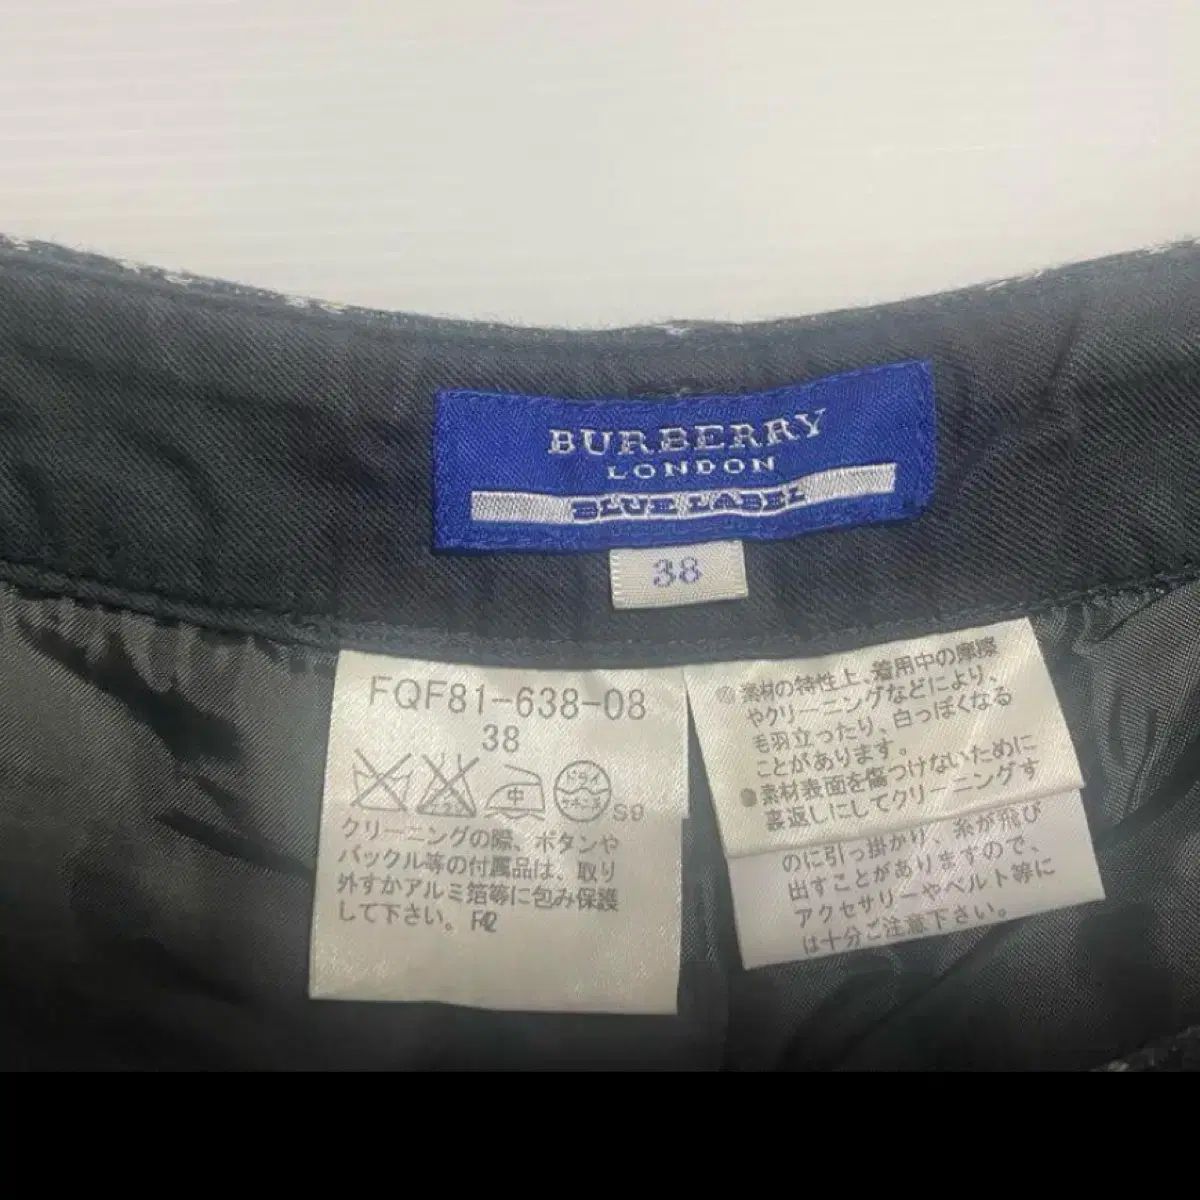 BURBERRY
LONDON
BLUE LABEL
38
FQF81-638-08
38
中
ドライ
セキユ系
S9
クリーニングの際、ボタンや
バックル等の付属品は、取り
外すかアルミ箔等に包み保護
して下さい。 F42
※素材の特性上、着用中の摩擦
やクリーニングなどにより、
毛羽立ったり、白っぽくなる
ことがあります。
●素材表面を傷つけないために
裏返しにしてクリーニングす
のに引っ掛かり、糸が飛び
出すことがありますので、
アクセサリーやベルト等に
は十分ご注意下さい。